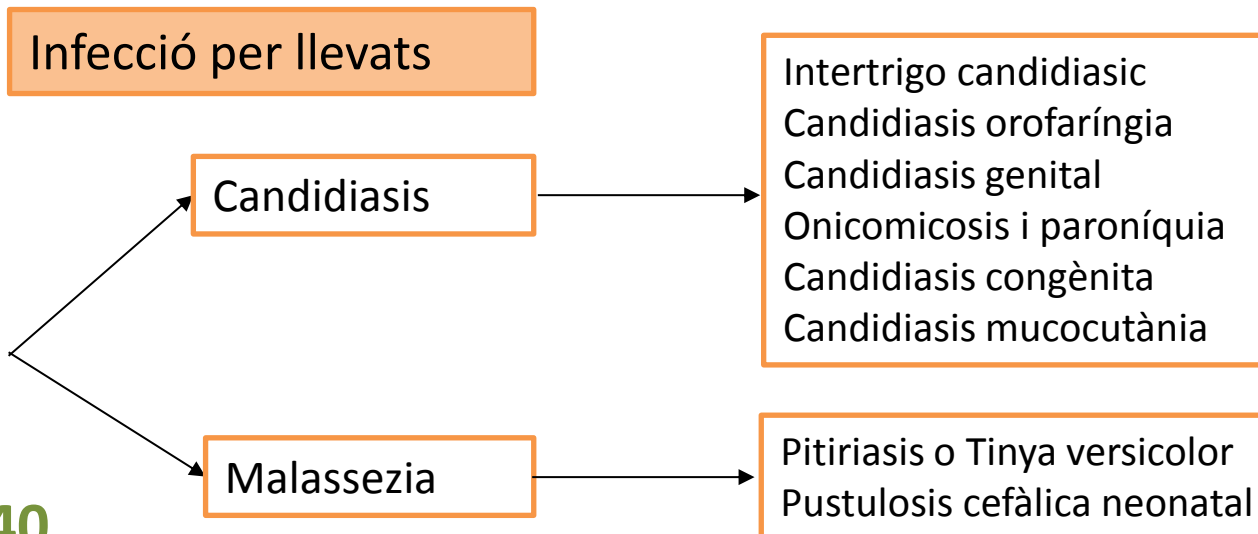 Infecció per llevats
Candidiasis
Intertrigo candidiasic
Candidiasis orofaríngia
Candidiasis genital
Onicomicosis i paroníquia
Candidiasis congènita
Candidiasis mucocutània
Malassezia
Pitiriasis o Tinya versicolor
Pustulosis cefàlica neonatal
40